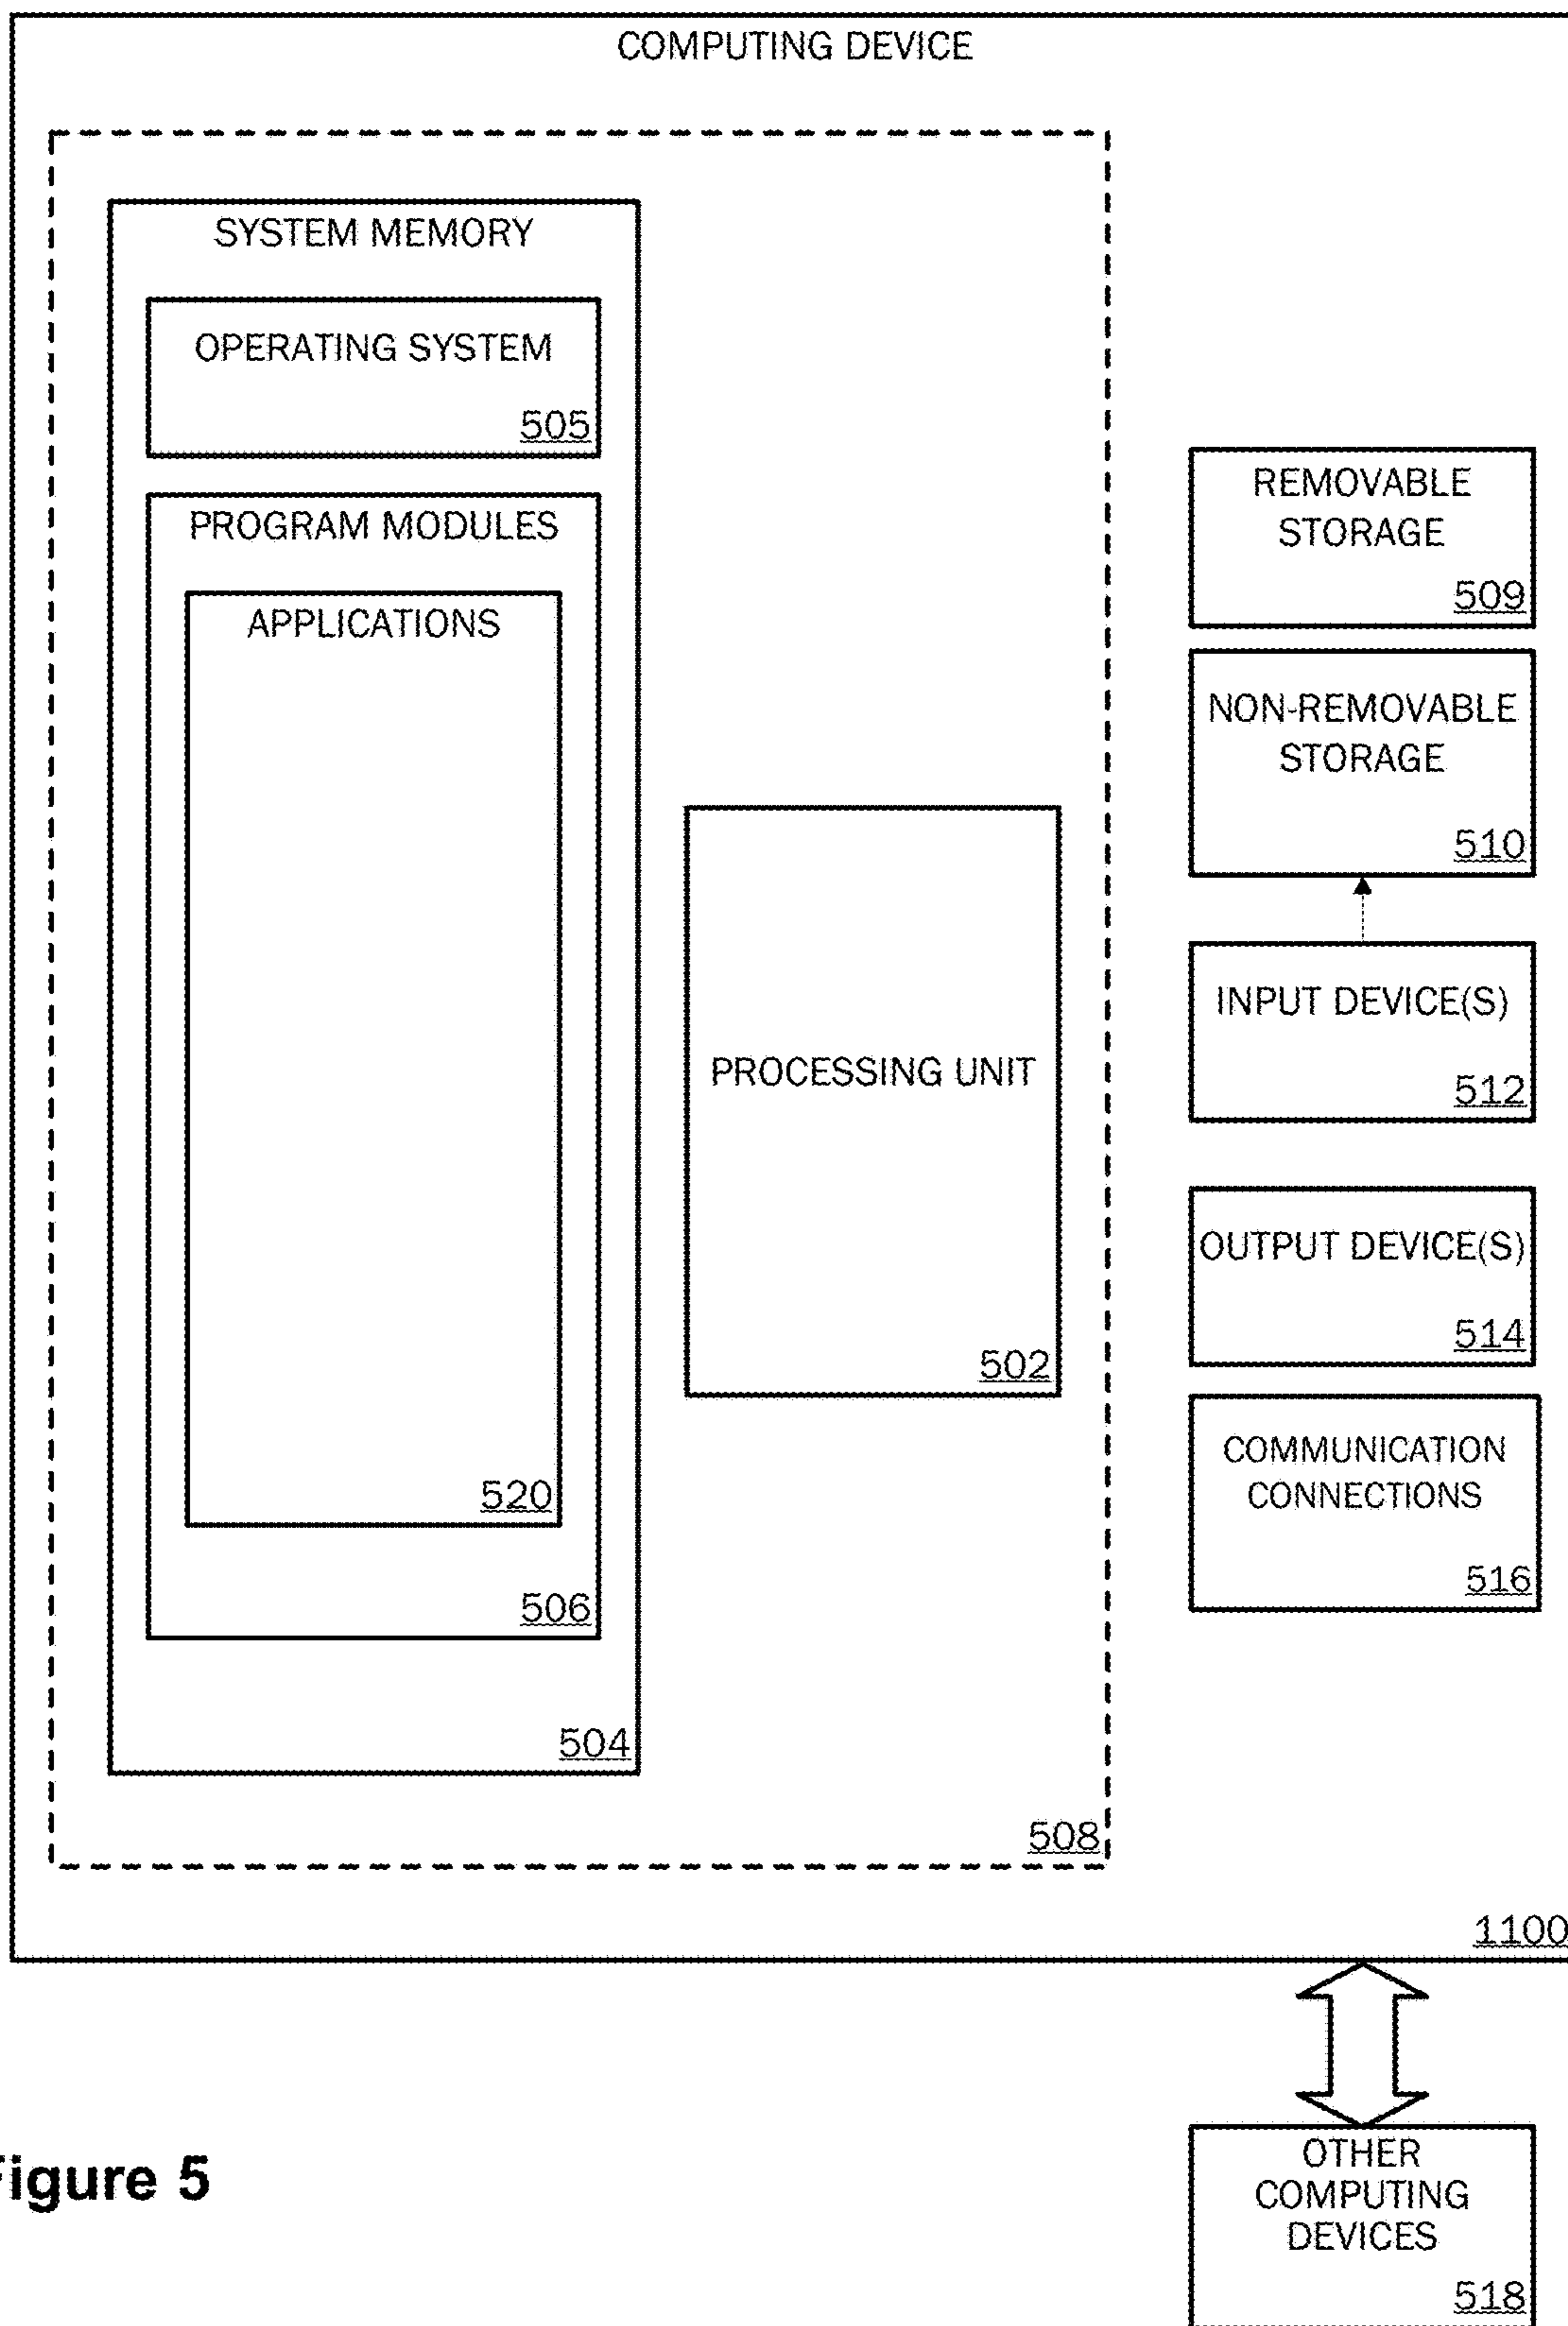 COMPUTING DEVICE
SYSTEM MEMORY
OPERATING SYSTEM
505
PROGRAM MODULES
APPLICATIONS
520
506
504
PROCESSING UNIT
502
508
REMOVABLE
STORAGE
509
NON-REMOVABLE
STORAGE
510
INPUT DEVICE(S)
512
OUTPUT DEVICE(S)
514
COMMUNICATION
CONNECTIONS
516
1100
OTHER
COMPUTING
DEVICES
518
Figure 5